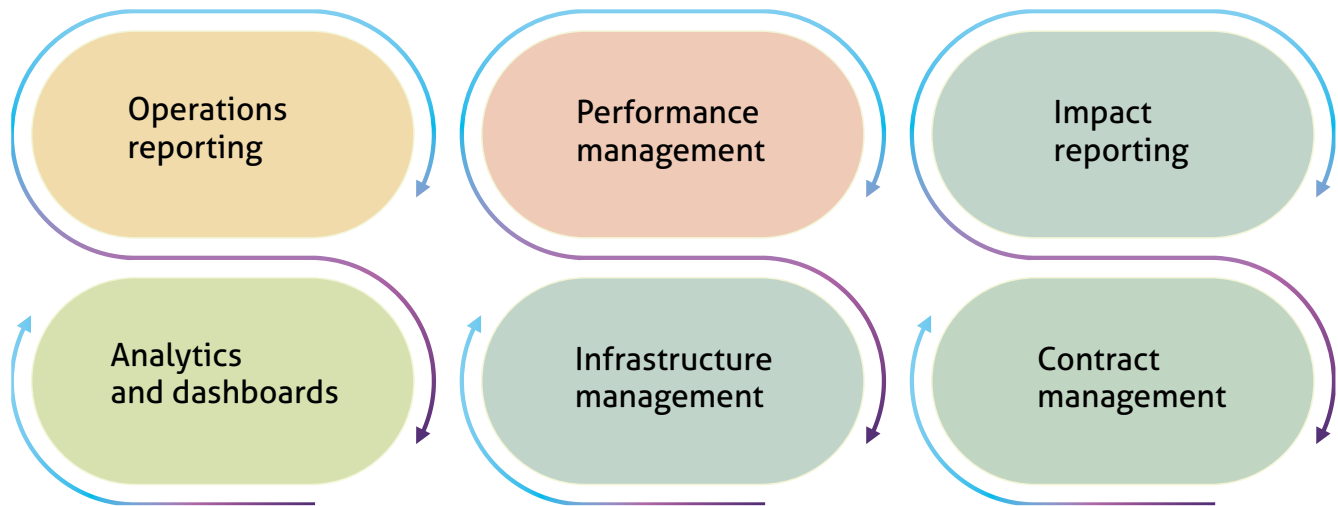 Operations
reporting
Performance
management
Impact
reporting
Analytics
and dashboards
Infrastructure
management
Contract
management